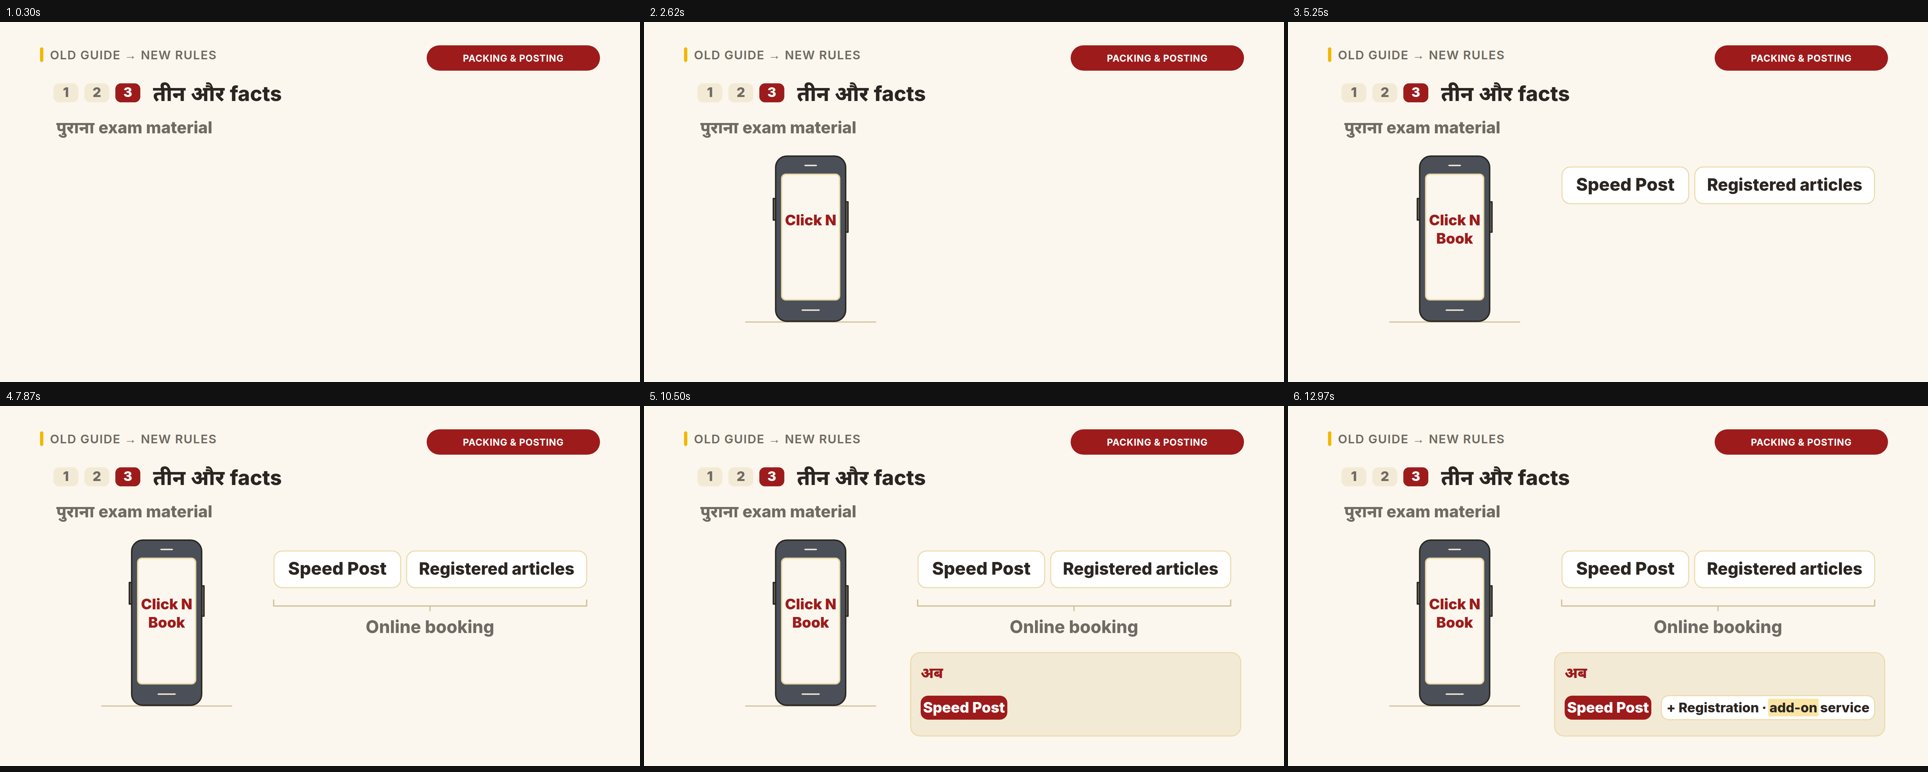 1. 0.30s
OLD GUIDE → NEW RULES
PACKING & POSTING
1 2 3 तीन और facts
पुराना exam material
2. 2.62s
OLD GUIDE → NEW RULES
PACKING & POSTING
1 2 3 तीन और facts
पुराना exam material
Click N
3. 5.25s
OLD GUIDE → NEW RULES
PACKING & POSTING
1 2 3 तीन और facts
पुराना exam material
Speed Post Registered articles
Click N
Book
4. 7.87s
OLD GUIDE → NEW RULES
PACKING & POSTING
1 2 3 तीन और facts
पुराना exam material
Speed Post Registered articles
Click N
Book
Online booking
5. 10.50s
OLD GUIDE → NEW RULES
PACKING & POSTING
1 2 3 तीन और facts
पुराना exam material
Speed Post Registered articles
Click N
Book
Online booking
अब
Speed Post
6. 12.97s
OLD GUIDE → NEW RULES
PACKING & POSTING
1 2 3 तीन और facts
पुराना exam material
Speed Post Registered articles
Click N
Book
Online booking
अब
Speed Post + Registration · add-on service